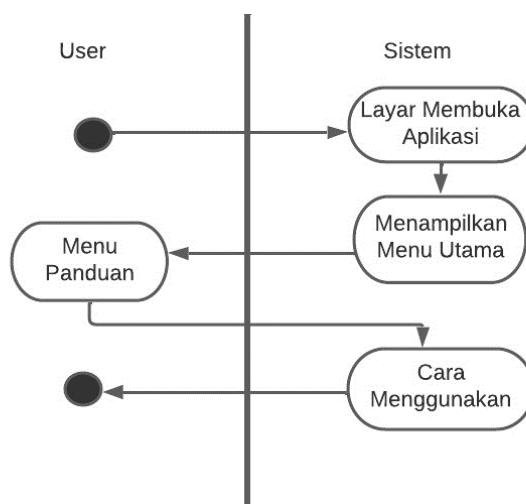 User
Sistem
Layar Membuka
Aplikasi
Menampilkan
Menu Utama
Menu
Panduan
Cara
Menggunakan